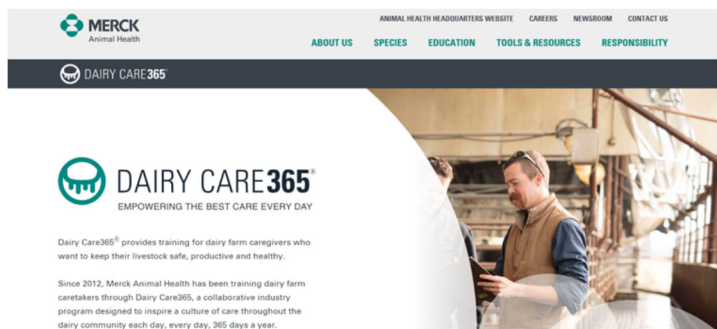 MERCK
Animal Health
ANIMAL HEALTH HEADQUARTERS WEBSITE CAREERS NEWSROOM CONTACT US
ABOUT US SPECIES EDUCATION TOOLS & RESOURCES RESPONSIBILITY
DAIRY CARE365®
DAIRY CARE365®
EMPOWERING THE BEST CARE EVERY DAY
Dairy Care365® provides training for dairy farm caregivers who
want to keep their livestock safe, productive and healthy.
Since 2012, Merck Animal Health has been training dairy farm
caretakers through Dairy Care365, a collaborative industry
program designed to inspire a culture of care throughout the
dairy community each day, every day, 365 days a year.